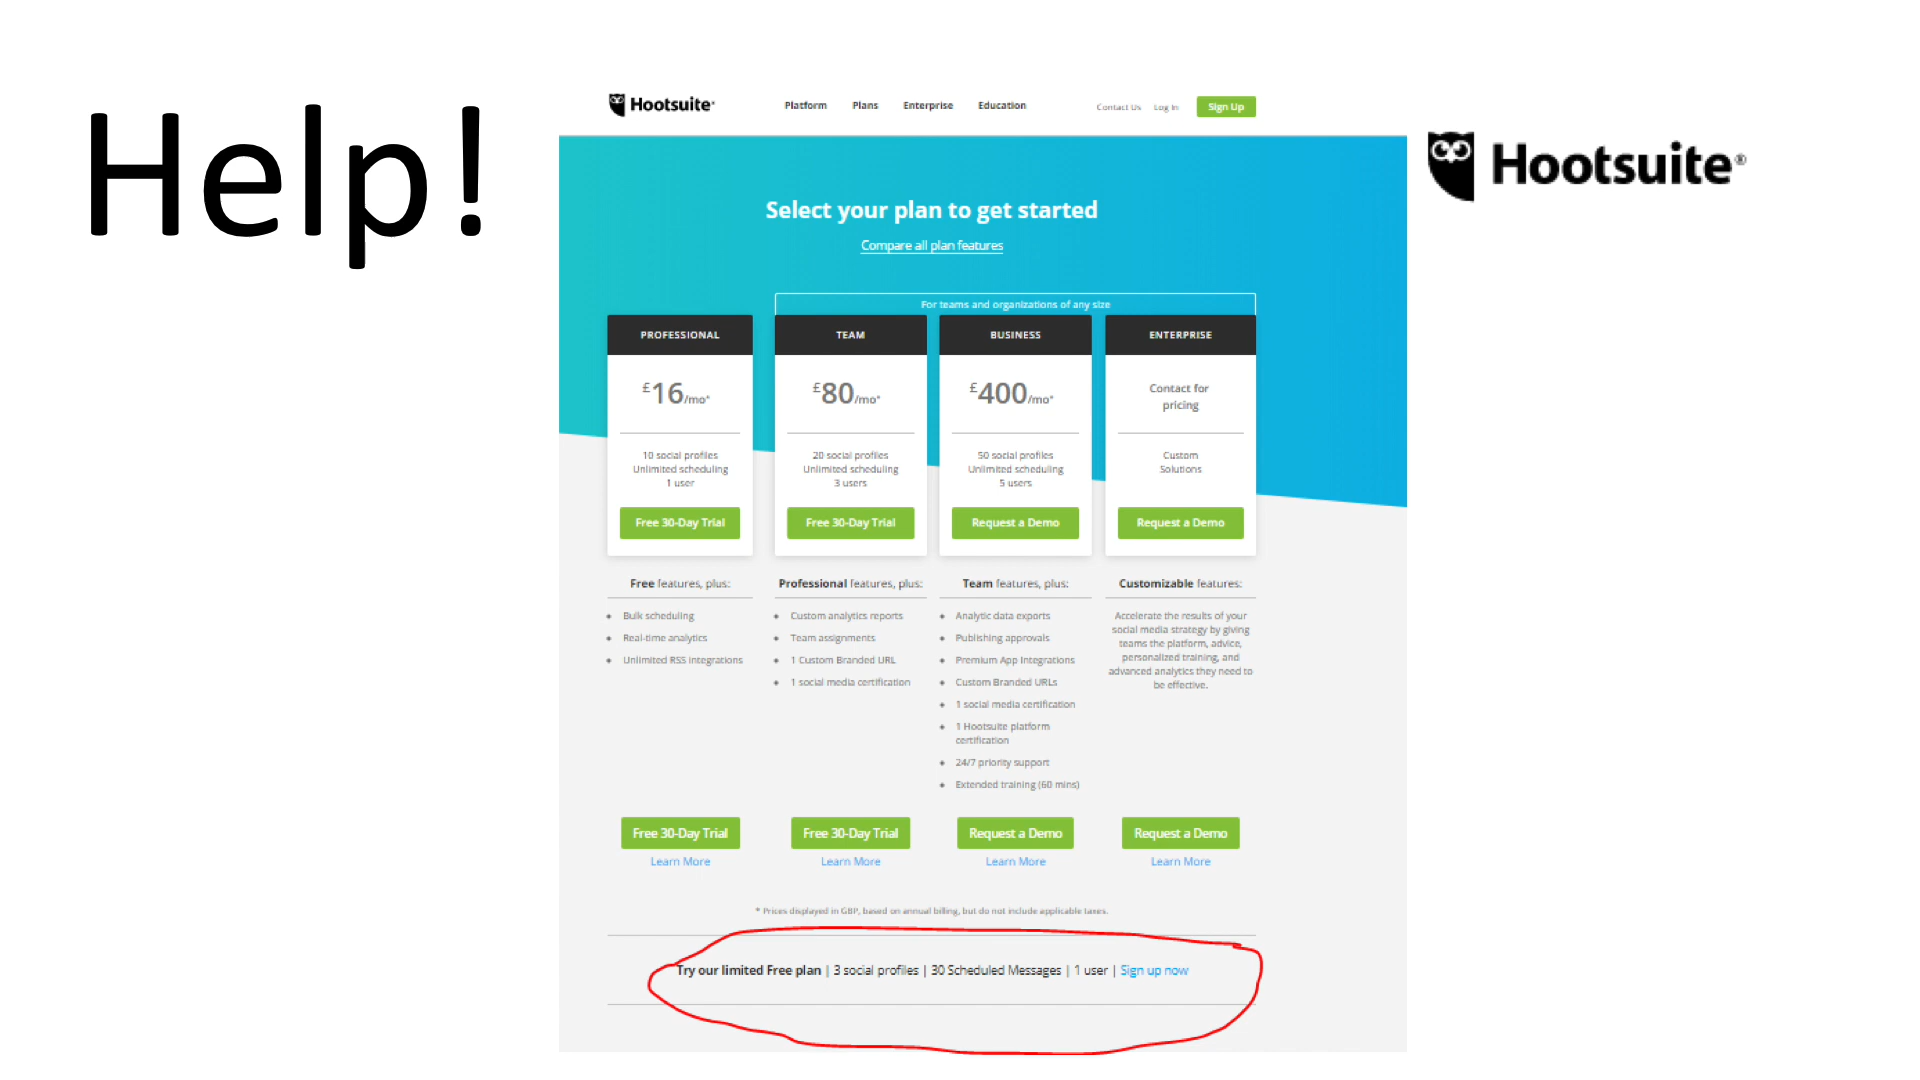 Help!
Hootsuite
Platform Plans Enterprise Education
Contact Us Log In Sign Up
Hootsuite®
Select your plan to get started
Compare all plan features
For teams and organizations of any size
PROFESSIONAL
£16/mo*
10 social profiles
Unlimited scheduling
1 user
Free 30-Day Trial
TEAM
£80/mo*
20 social profiles
Unlimited scheduling
3 users
Free 30-Day Trial
BUSINESS
£400/mo*
50 social profiles
Unlimited scheduling
5 users
Request a Demo
ENTERPRISE
Contact for
pricing
Custom
Solutions
Request a Demo
Free features, plus:
• Bulk scheduling
• Real-time analytics
• Unlimited RSS integrations
Free 30-Day Trial
Learn More
Professional features, plus:
• Custom analytics reports
• Team assignments
• 1 Custom Branded URL
• 1 social media certification
Free 30-Day Trial
Learn More
Team features, plus:
• Analytic data exports
• Publishing approvals
• Premium App Integrations
• Custom Branded URLs
• 1 social media certification
• 1 Hootsuite platform
certification
• 24/7 priority support
• Extended training (60 mins)
Request a Demo
Learn More
Customizable features:
Accelerate the results of your
social media strategy by giving
teams the platform, advice,
personalized training, and
advanced analytics they need to
be effective.
Request a Demo
Learn More
* Prices displayed in GBP, based on annual billing, but do not include applicable taxes.
Try our limited Free plan | 3 social profiles | 30 Scheduled Messages | 1 user | Sign up now